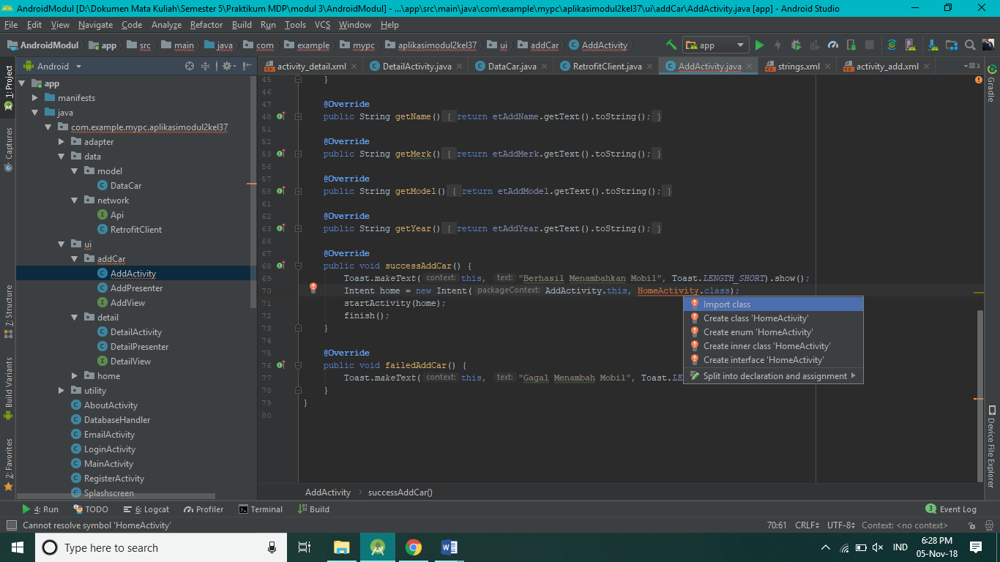 AndroidModul [D:\Dokumen Mata Kuliah\Semester 5\Praktikum MDP\modul 3\AndroidModul] - ...\app\src\main\java\com\example\mypc\aplikasimodul2kel37\ui\addCar\AddActivity.java [app] - Android Studio
File Edit View Navigate Code Analyze Refactor Build Run Tools VCS Window Help
AndroidModul app src main java com example mypc aplikasimodul2kel37 ui addCar AddActivity app
Android
activity_detail.xml DetailActivity.java DataCar.java RetrofitClient.java AddActivity.java strings.xml activity_add.xml 3
1: Project
Captures
7: Structure
Build Variants
2: Favorites
app
manifests
java
com.example.mypc.aplikasimodul2kel37
adapter
data
model
DataCar
network
Api
RetrofitClient
ui
addCar
AddActivity
AddPresenter
AddView
detail
DetailActivity
DetailPresenter
DetailView
home
utility
AboutActivity
DatabaseHandler
EmailActivity
LoginActivity
MainActivity
RegisterActivity
Splashscreen
45 }
46
47 @Override
48 public String getName() { return etAddName.getText().toString(); }
51
52 @Override
53 public String getMerk() { return etAddMerk.getText().toString(); }
56
57 @Override
58 public String getModel() { return etAddModel.getText().toString(); }
61
62 @Override
63 public String getYear() { return etAddYear.getText().toString(); }
66
67 @Override
68 public void successAddCar() {
69 Toast.makeText( context: this, text: "Berhasil Menambahkan Mobil", Toast.LENGTH_SHORT).show();
70 Intent home = new Intent( packageContext: AddActivity.this, HomeActivity.class);
71 startActivity(home);
72 finish();
73 }
74
75 @Override
76 public void failedAddCar() {
77 Toast.makeText( context: this, text: "Gagal Menambah Mobil", Toast.LE
78 }
79 }
80
Import class
Create class 'HomeActivity'
Create enum 'HomeActivity'
Create inner class 'HomeActivity'
Create interface 'HomeActivity'
Split into declaration and assignment
Gradle
Device File Explorer
AddActivity successAddCar()
4: Run TODO 6: Logcat Profiler Terminal Build 3 Event Log
Cannot resolve symbol 'HomeActivity' 70:61 CRLF UTF-8 Context: <no context>
Type here to search
IND
6:28 PM
05-Nov-18